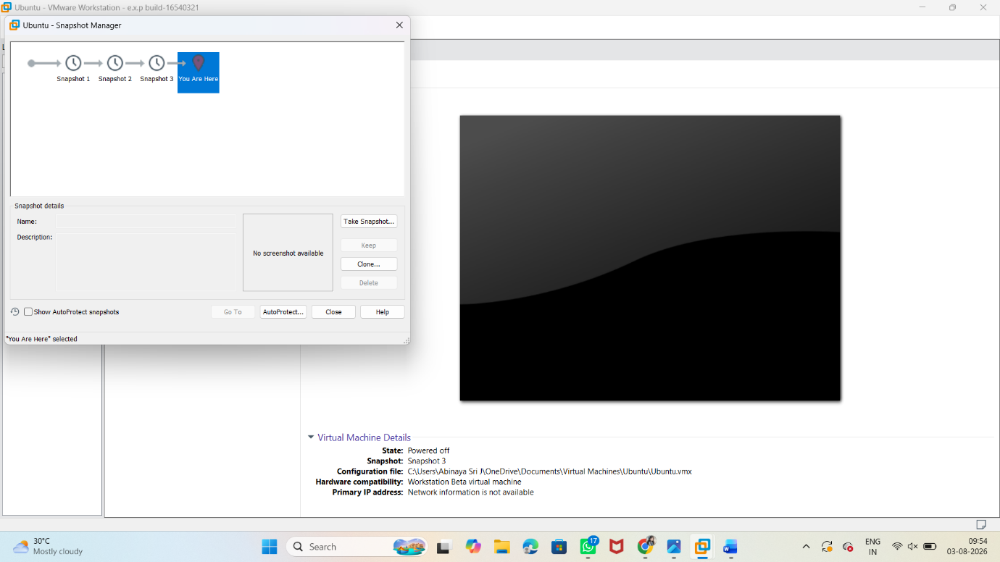 Ubuntu - VMware Workstation - e.x.p build-16540321
Ubuntu - Snapshot Manager
Snapshot 1
Snapshot 2
Snapshot 3
You Are Here
Snapshot details
Name:
Take Snapshot...
Description:
Keep
No screenshot available
Clone...
Delete
Show AutoProtect snapshots
Go To
AutoProtect...
Close
Help
"You Are Here" selected
Virtual Machine Details
State: Powered off
Snapshot: Snapshot 3
Configuration file: C:\Users\Abinaya Sri J\OneDrive\Documents\Virtual Machines\Ubuntu\Ubuntu.vmx
Hardware compatibility: Workstation Beta virtual machine
Primary IP address: Network information is not available
30°C
Mostly cloudy
Search
17
ENG
IN
09:54
03-08-2026